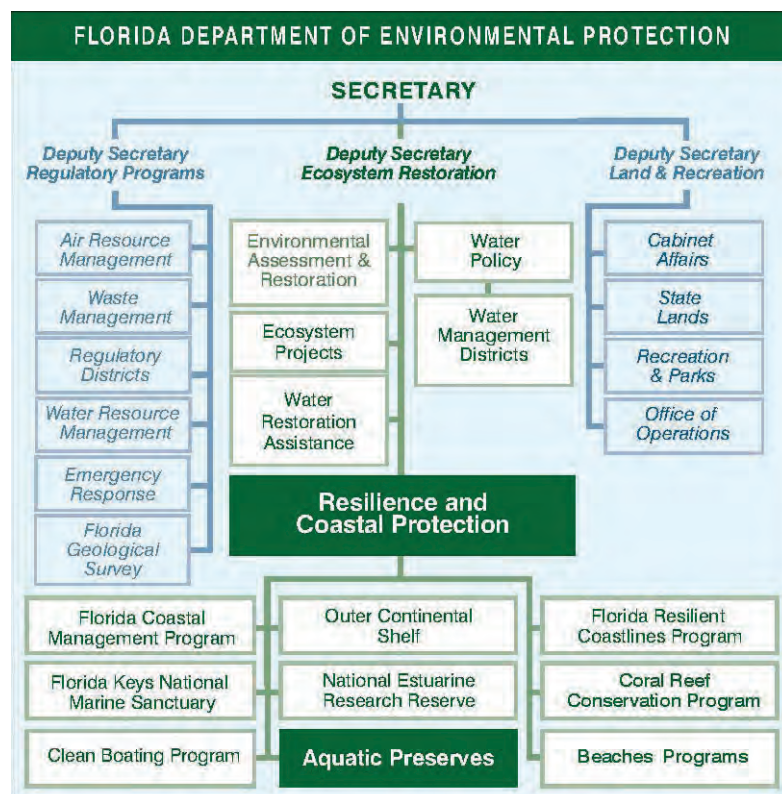 FLORIDA DEPARTMENT OF ENVIRONMENTAL PROTECTION
SECRETARY
Deputy Secretary
Regulatory Programs
Deputy Secretary
Ecosystem Restoration
Deputy Secretary
Land & Recreation
Air Resource
Management
Waste
Management
Regulatory
Districts
Water Resource
Management
Emergency
Response
Florida
Geological
Survey
Environmental
Assessment &
Restoration
Ecosystem
Projects
Water
Restoration
Assistance
Water
Policy
Water
Management
Districts
Cabinet
Affairs
State
Lands
Recreation
& Parks
Office of
Operations
Resilience and
Coastal Protection
Florida Coastal
Management Program
Outer Continental
Shelf
Florida Resilient
Coastlines Program
Florida Keys National
Marine Sanctuary
National Estuarine
Research Reserve
Coral Reef
Conservation Program
Clean Boating Program
Aquatic Preserves
Beaches Programs